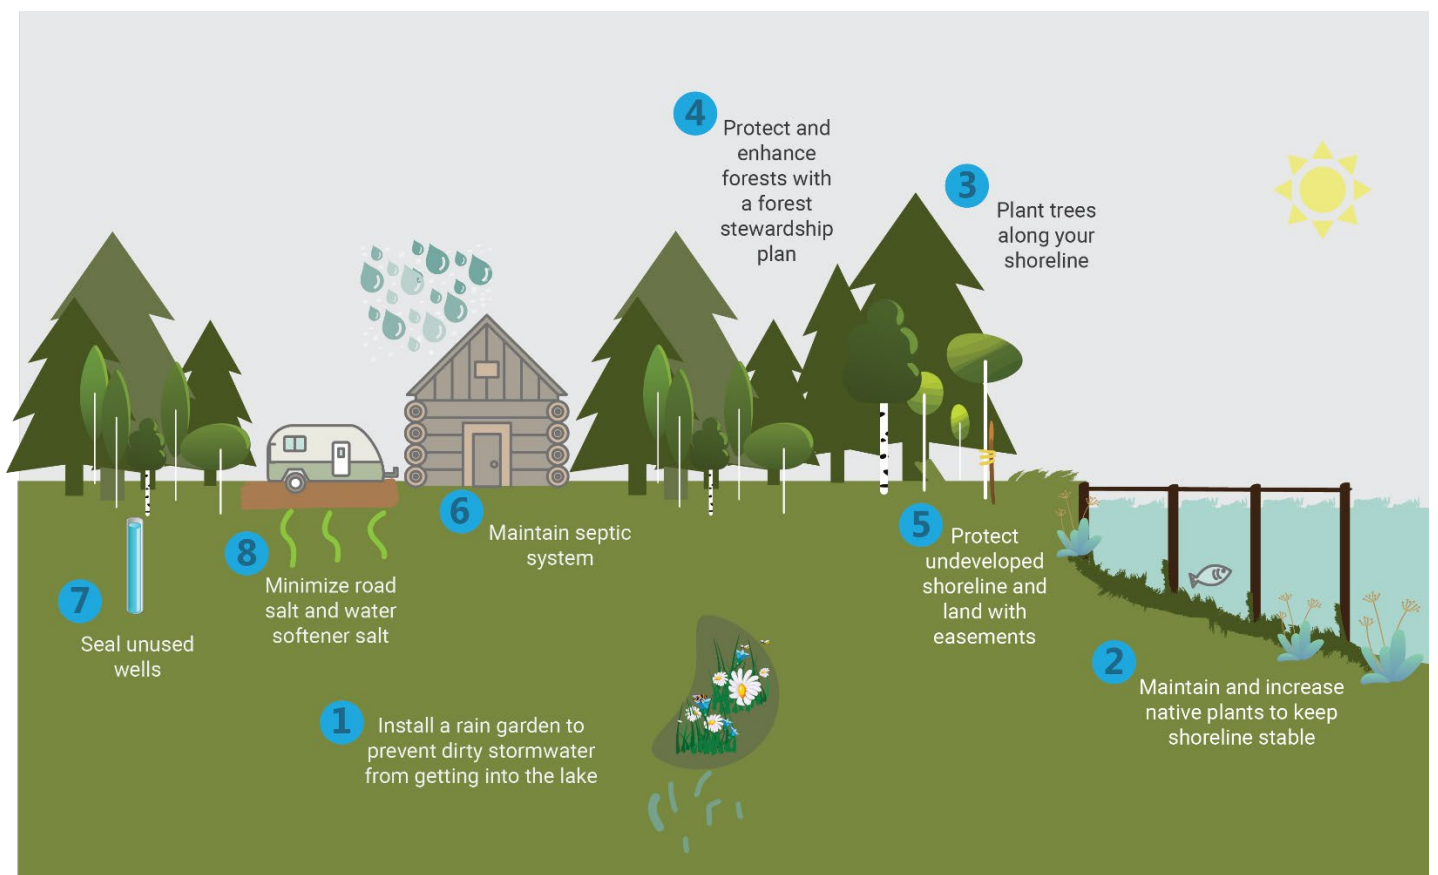 4
Protect and
enhance
forests with
a forest
stewardship
plan
3
Plant trees
along your
shoreline
6
Maintain septic
system
5
Protect
undeveloped
shoreline and
land with
easements
8
Minimize road
salt and water
softener salt
7
Seal unused
wells
2
Maintain and increase
native plants to keep
shoreline stable
1
Install a rain garden to
prevent dirty stormwater
from getting into the lake